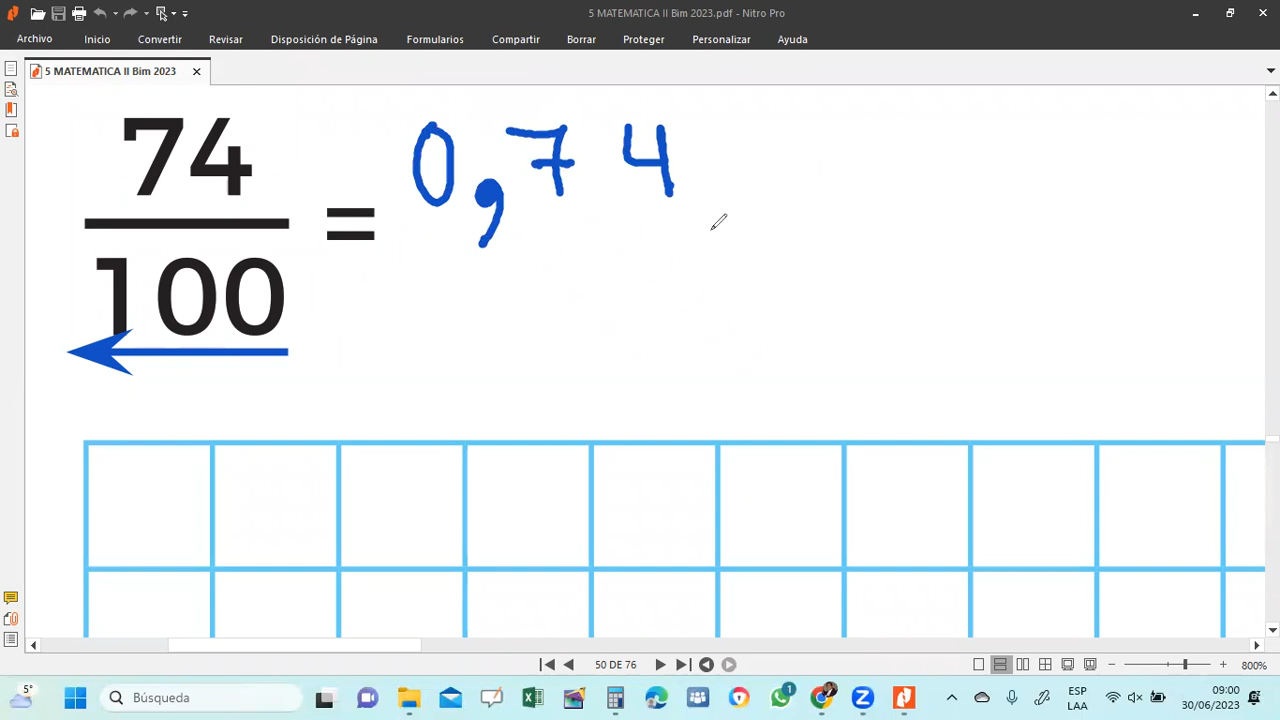 5 MATEMATICA II Bim 2023.pdf - Nitro Pro
Archivo Inicio Convertir Revisar Disposición de Página Formularios Compartir Borrar Proteger Personalizar Ayuda
5 MATEMATICA II Bim 2023
74
100
= 0,74
50 DE 76
800%
5°
Búsqueda
1
ESP
LAA
09:00
30/06/2023